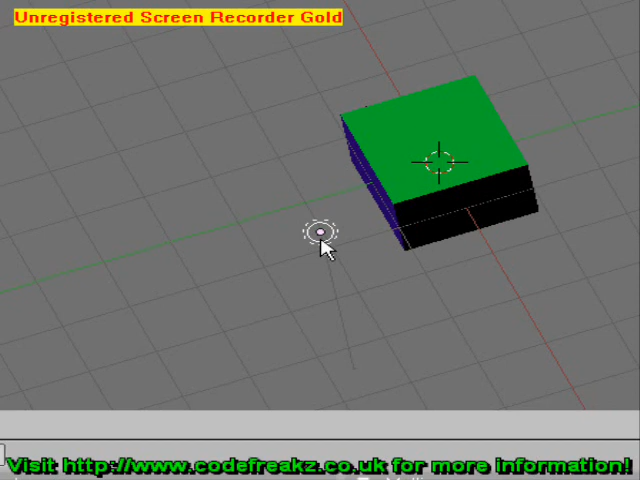 Unregistered Screen Recorder Gold
Visit http://www.codefreakz.co.uk for more information!